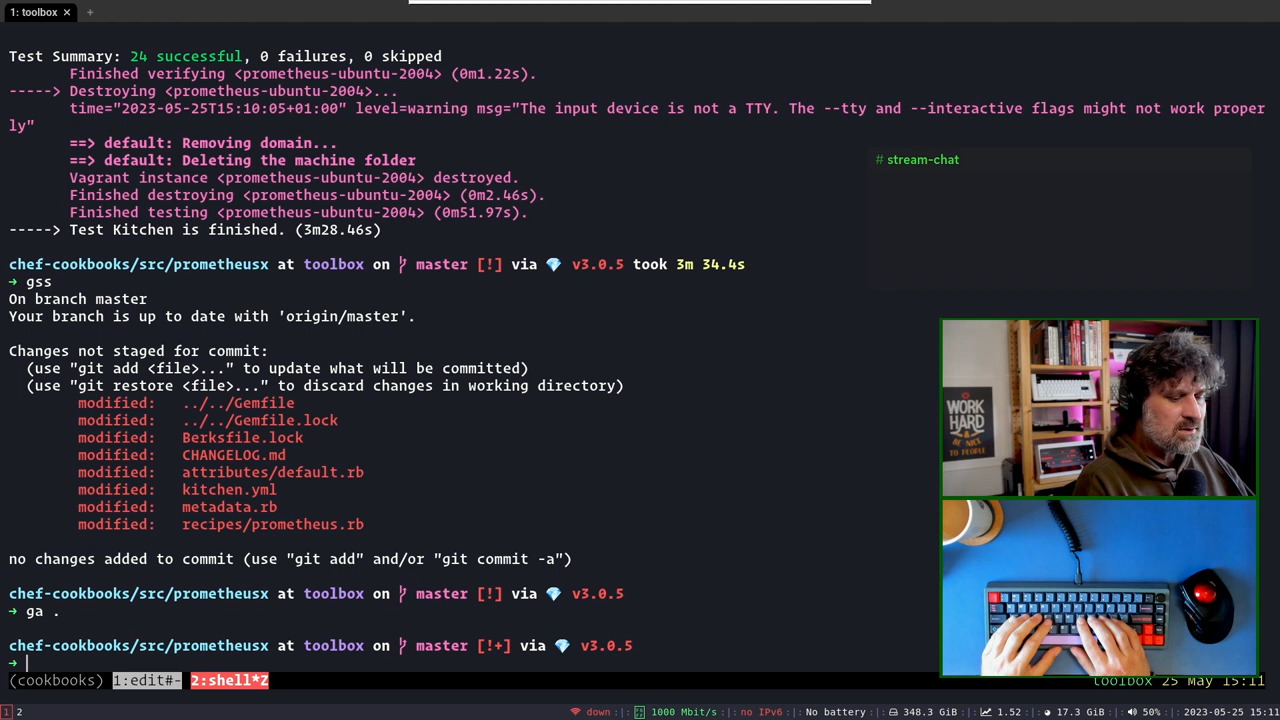 1: toolbox ✕ +
Test Summary: 24 successful, 0 failures, 0 skipped
Finished verifying <prometheus-ubuntu-2004> (0m1.22s).
-----> Destroying <prometheus-ubuntu-2004>...
time="2023-05-25T15:10:05+01:00" level=warning msg="The input device is not a TTY. The --tty and --interactive flags might not work proper
ly"
==> default: Removing domain...
==> default: Deleting the machine folder
Vagrant instance <prometheus-ubuntu-2004> destroyed.
Finished destroying <prometheus-ubuntu-2004> (0m2.46s).
Finished testing <prometheus-ubuntu-2004> (0m51.97s).
-----> Test Kitchen is finished. (3m28.46s)
# stream-chat
chef-cookbooks/src/prometheusx at toolbox on master [!] via 💎 v3.0.5 took 3m 34.4s
→ gss
On branch master
Your branch is up to date with 'origin/master'.
Changes not staged for commit:
(use "git add <file>..." to update what will be committed)
(use "git restore <file>..." to discard changes in working directory)
modified: ../../Gemfile
modified: ../../Gemfile.lock
modified: Berksfile.lock
modified: CHANGELOG.md
modified: attributes/default.rb
modified: kitchen.yml
modified: metadata.rb
modified: recipes/prometheus.rb
no changes added to commit (use "git add" and/or "git commit -a")
chef-cookbooks/src/prometheusx at toolbox on master [!] via 💎 v3.0.5
→ ga .
chef-cookbooks/src/prometheusx at toolbox on master [!+] via 💎 v3.0.5
→
WORK
HARD
& BE NICE
TO PEOPLE
(cookbooks) 1:edit#- 2:shell*Z toolbox 25 May 15:11
1 2 down :|: 1000 Mbit/s :|: no IPv6 :|: No battery :|: 348.3 GiB :|: 1.52 :|: 17.3 GiB :|: 50% :|: 2023-05-25 15:11